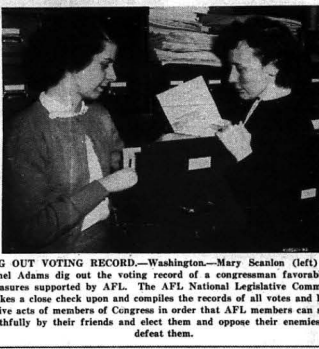 G OUT VOTING RECORD.—Washington.—Mary Scanlon (left)
nel Adams dig out the voting record of a congressman favorab
asures supported by AFL. The AFL National Legislative Comm
kes a close check upon and compiles the records of all votes and l
ive acts of members of Congress in order that AFL members can s
thfully by their friends and elect them and oppose their enemies
defeat them.